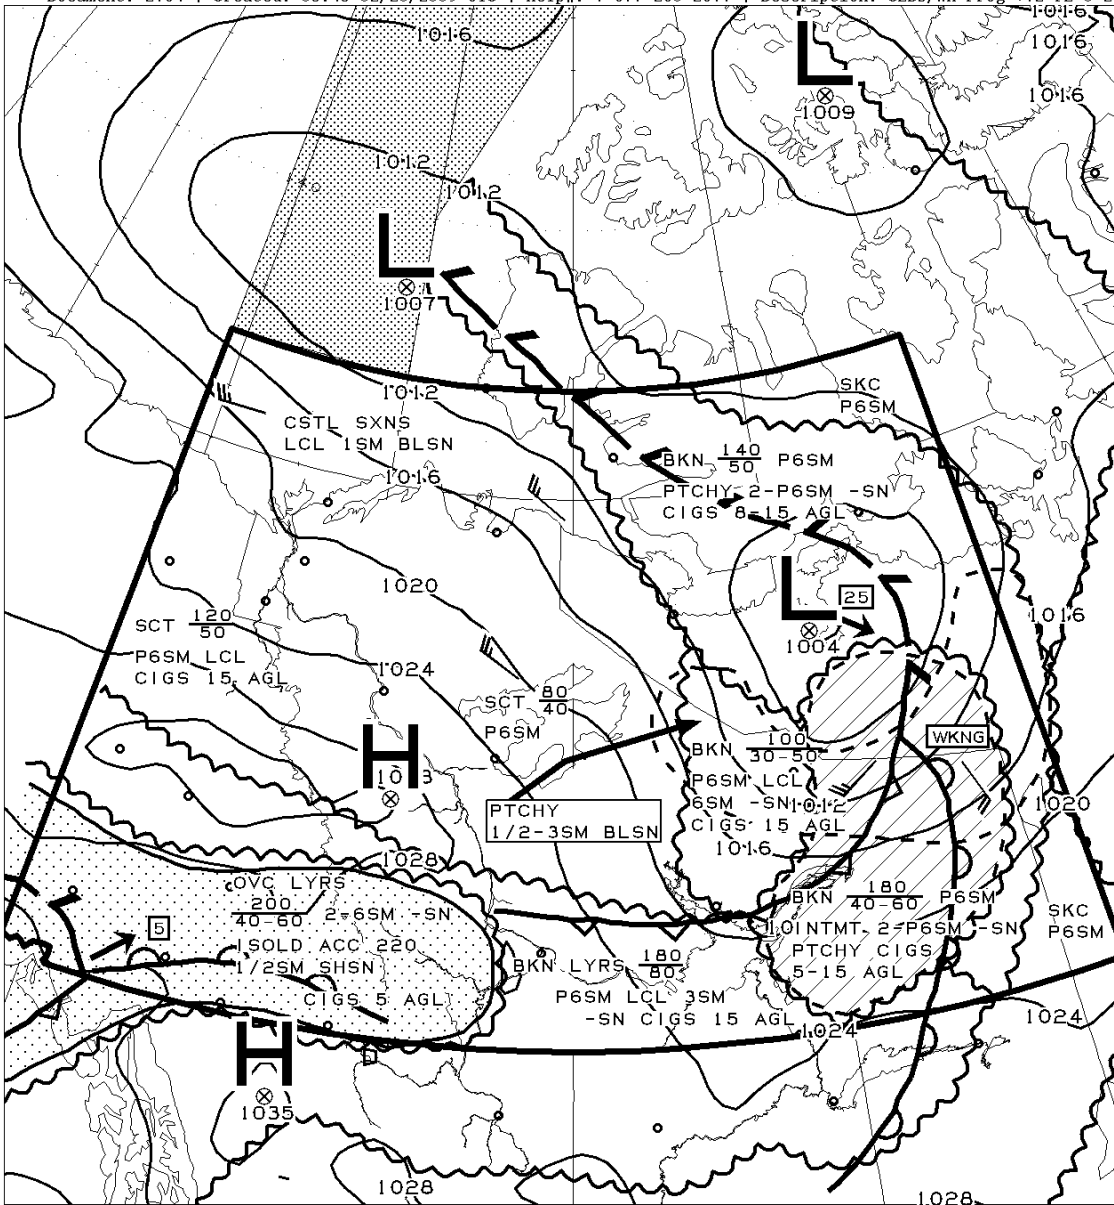 1016
1016
1016
1016
L
1009
1012
1012
L
1007
1012
CSTL SXNS
LCL 1SM BLSN
SKC
P6SM
BKN 140/50 P6SM
PTCHY 2-P6SM -SN
CIGS 8-15 AGL
1016
1020
L
25
1004
1016
SCT 120/50
P6SM LCL
CIGS 15 AGL
1024
SCT 80/40
P6SM
H
WKNG
BKN 100/30-50
P6SM LCL
6SM -SN
CIGS 15 AGL
1012
1016
1020
PTCHY
1/2-3SM BLSN
1028
OVC LYRS
200/40-60 2-6SM -SN
ISOLD ACC 220
1/2SM SHSN
CIGS 5 AGL
5
BKN 180/40-60 P6SM
INTMT 2-P6SM -SN
PTCHY CIGS
5-15 AGL
SKC
P6SM
BKN LYRS 180/80
P6SM LCL 3SM
-SN CIGS 15 AGL
1024
1024
H
1035
1028
1028